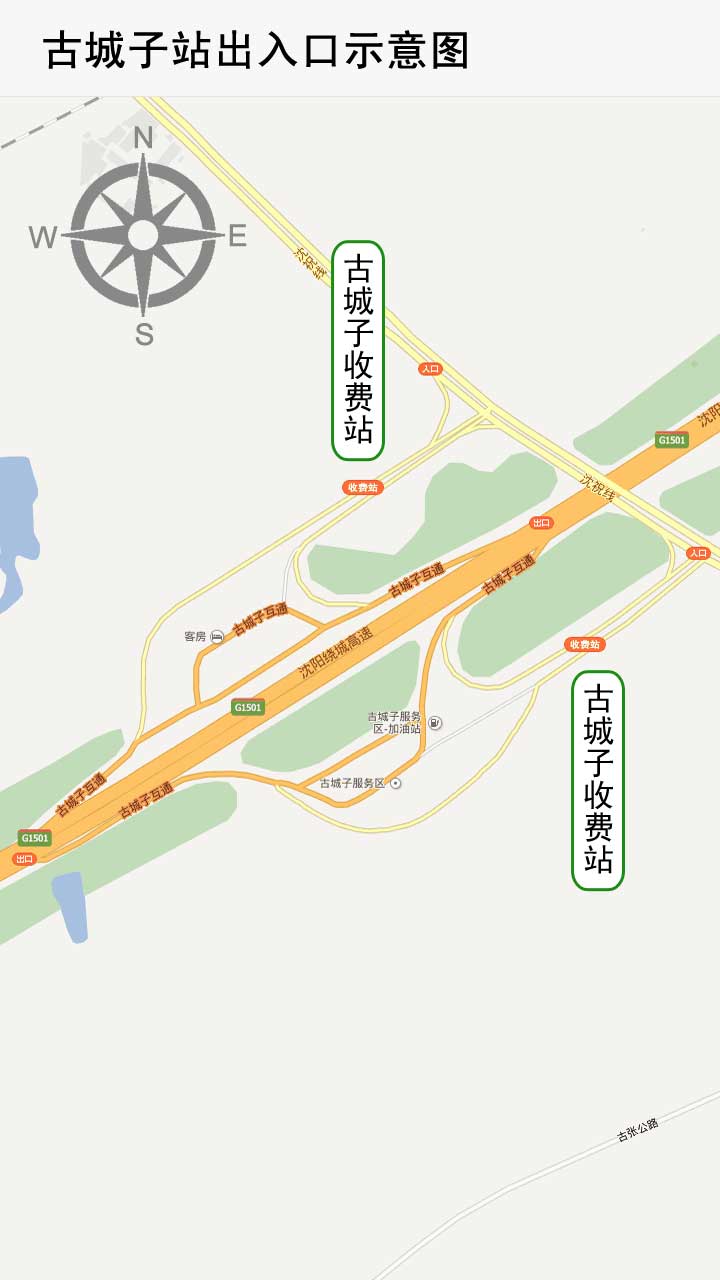 古城子站出入口示意图
N
W
E
S
沈祝线
古城子收费站
入口
沈阳
G1501
收费站
沈祝线
出口
入口
古城子互通
古城子互通
古城子互通
客房
收费站
沈阳绕城高速
G1501
古城子服务
区-加油站
古城子收费站
古城子服务区
古城子互通
古城子互通
G1501
出口
古张公路